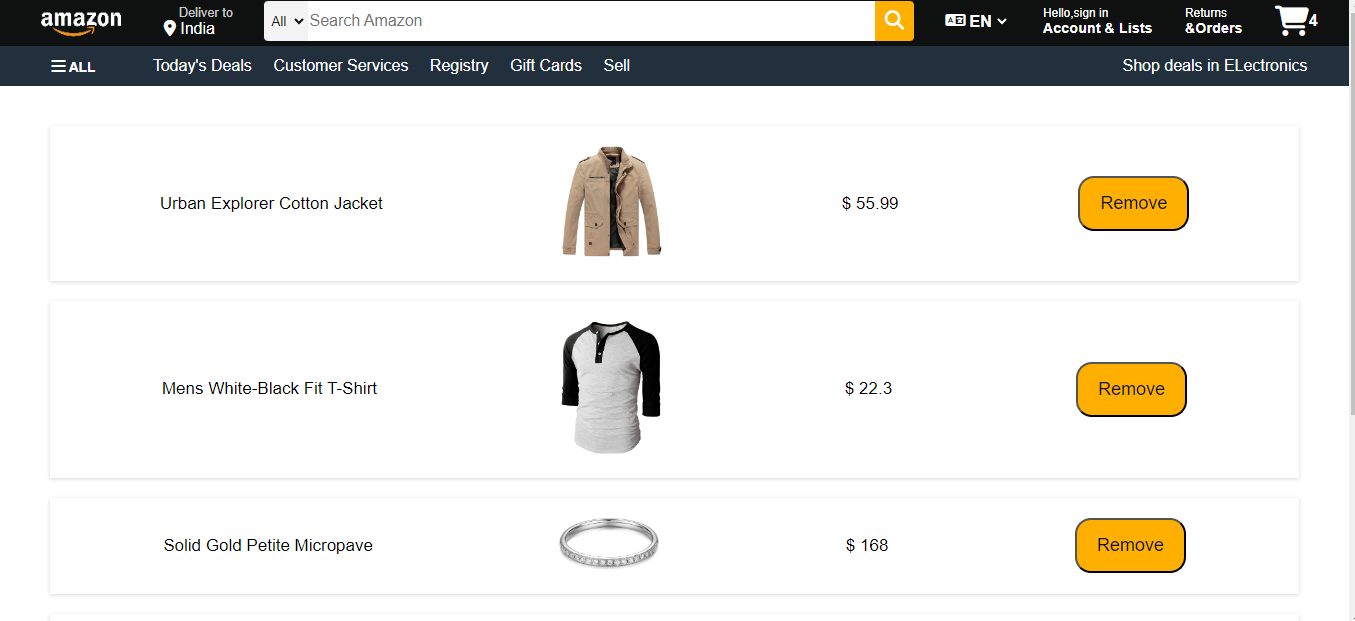 amazon
Deliver to
India
All
Search Amazon
EN
Hello,sign in
Account & Lists
Returns
&Orders
4
ALL
Today's Deals
Customer Services
Registry
Gift Cards
Sell
Shop deals in ELectronics
Urban Explorer Cotton Jacket
$ 55.99
Remove
Mens White-Black Fit T-Shirt
$ 22.3
Remove
Solid Gold Petite Micropave
$ 168
Remove